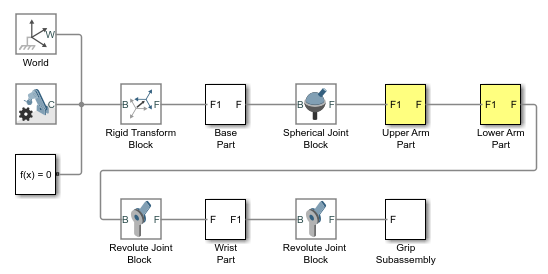 W
World
C
f(x) = 0
B F
Rigid Transform
Block
F1 F
Base
Part
B F
Spherical Joint
Block
F1 F
Upper Arm
Part
F1 F
Lower Arm
Part
B F
Revolute Joint
Block
F F1
Wrist
Part
B F
Revolute Joint
Block
F
Grip
Subassembly